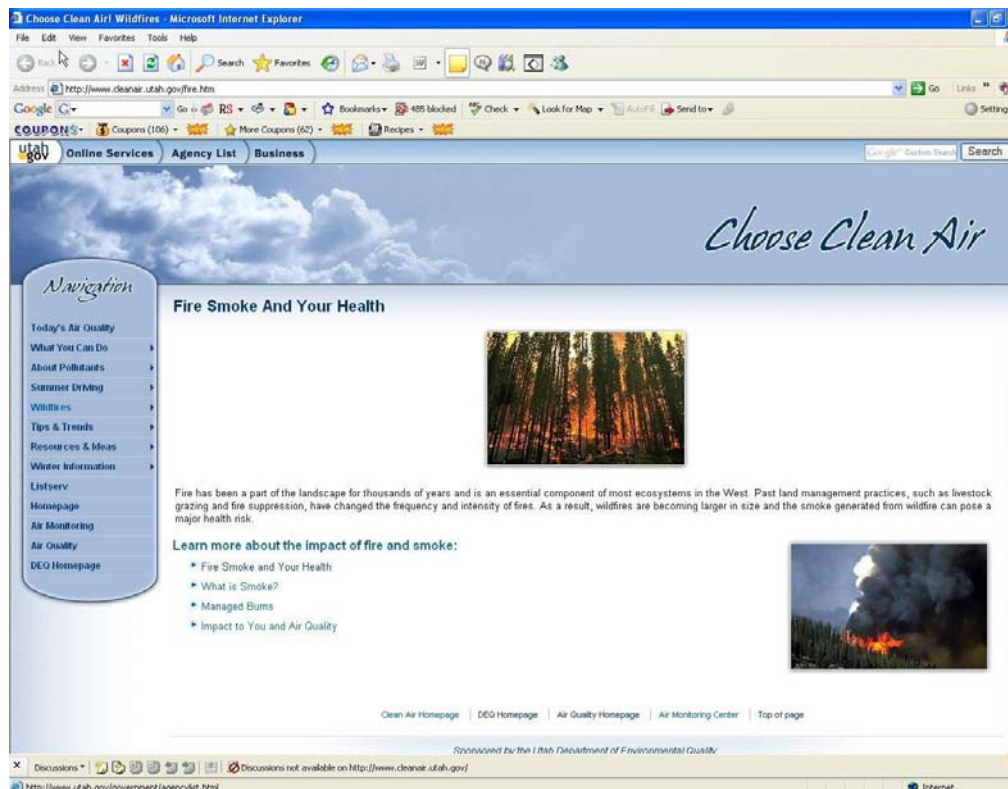 Choose Clean Air! Wildfires - Microsoft Internet Explorer
File Edit View Favorites Tools Help
Back Search Favorites
Address http://www.cleanair.utah.gov/fire.htm Go Links »
Google G Go RS Bookmarks 485 blocked Check Look for Map AutoFill Send to Setting
COUPONS Coupons (106) More Coupons (62) Recipes
utah gov Online Services Agency List Business Google™ Custom Search Search
Choose Clean Air
Navigation
Today's Air Quality
What You Can Do
About Pollutants
Summer Driving
Wildfires
Tips & Trends
Resources & Ideas
Winter Information
Listserv
Homepage
Air Monitoring
Air Quality
DEQ Homepage
Fire Smoke And Your Health
Fire has been a part of the landscape for thousands of years and is an essential component of most ecosystems in the West. Past land management practices, such as livestock
grazing and fire suppression, have changed the frequency and intensity of fires. As a result, wildfires are becoming larger in size and the smoke generated from wildfire can pose a
major health risk.
Learn more about the impact of fire and smoke:
Fire Smoke and Your Health
What is Smoke?
Managed Burns
Impact to You and Air Quality
Clean Air Homepage | DEQ Homepage | Air Quality Homepage | Air Monitoring Center | Top of page
Sponsored by the Utah Department of Environmental Quality
Discussions Discussions not available on http://www.cleanair.utah.gov/
http://www.utah.gov/government/agencylist.html Internet